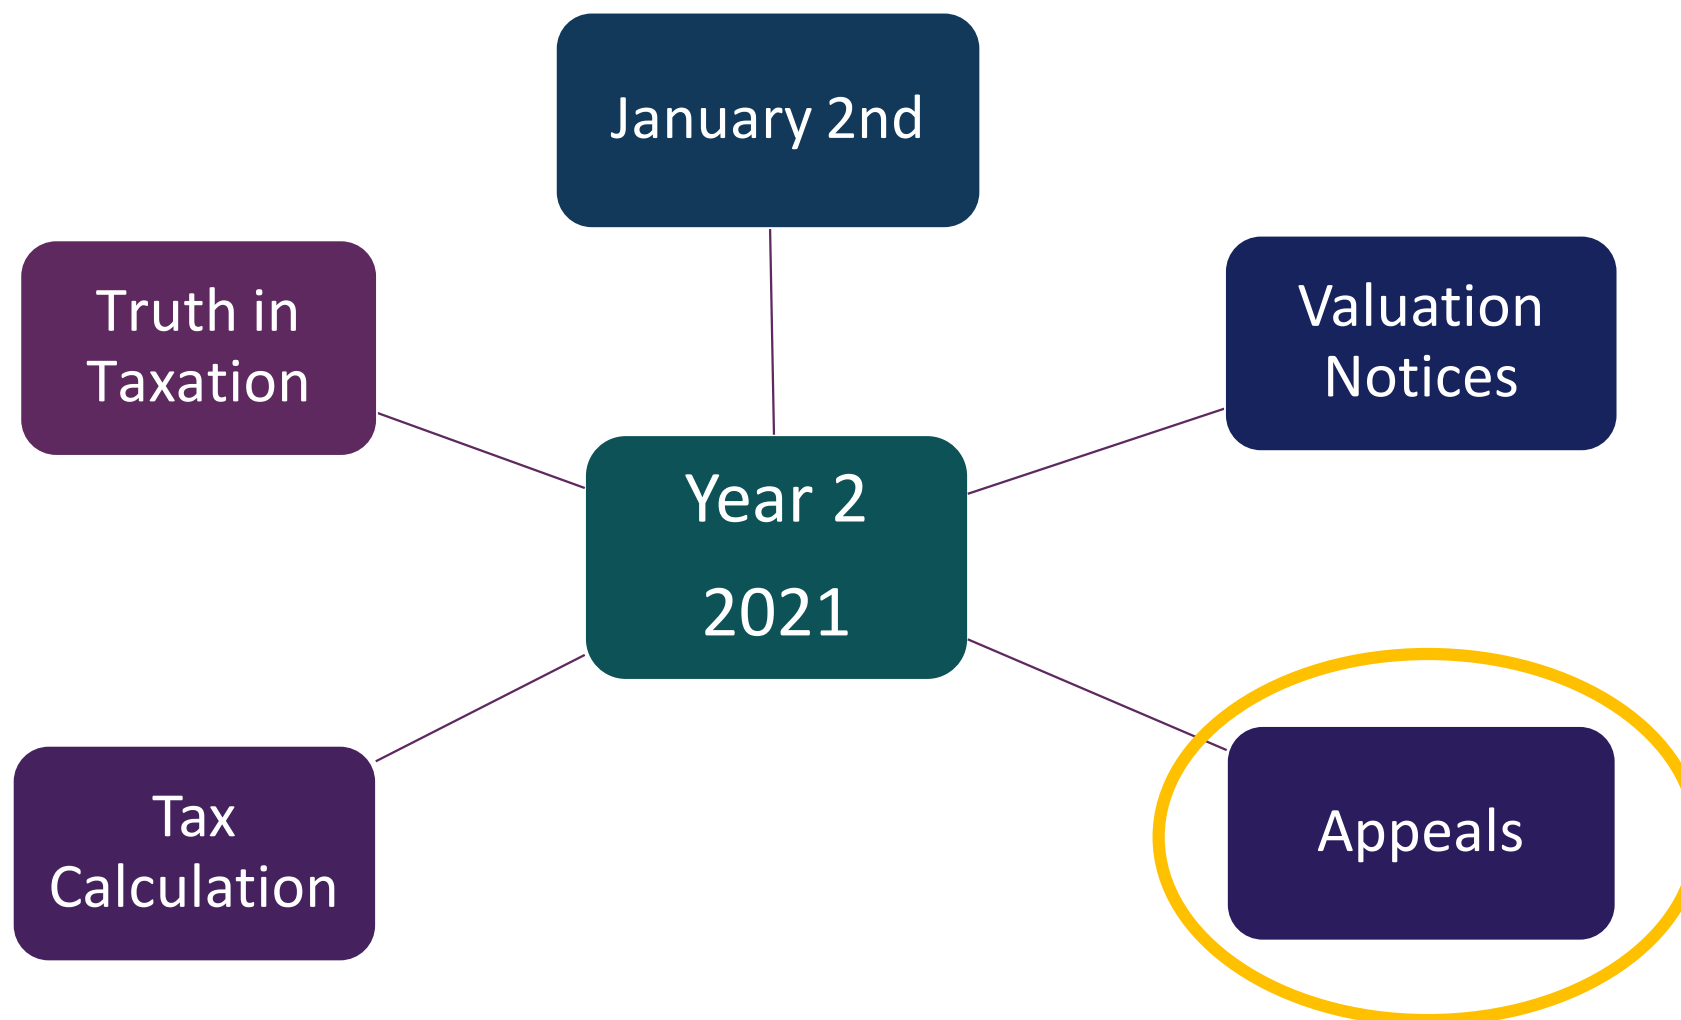 January 2nd
Truth in
Taxation
Valuation
Notices
Year 2
2021
Tax
Calculation
Appeals